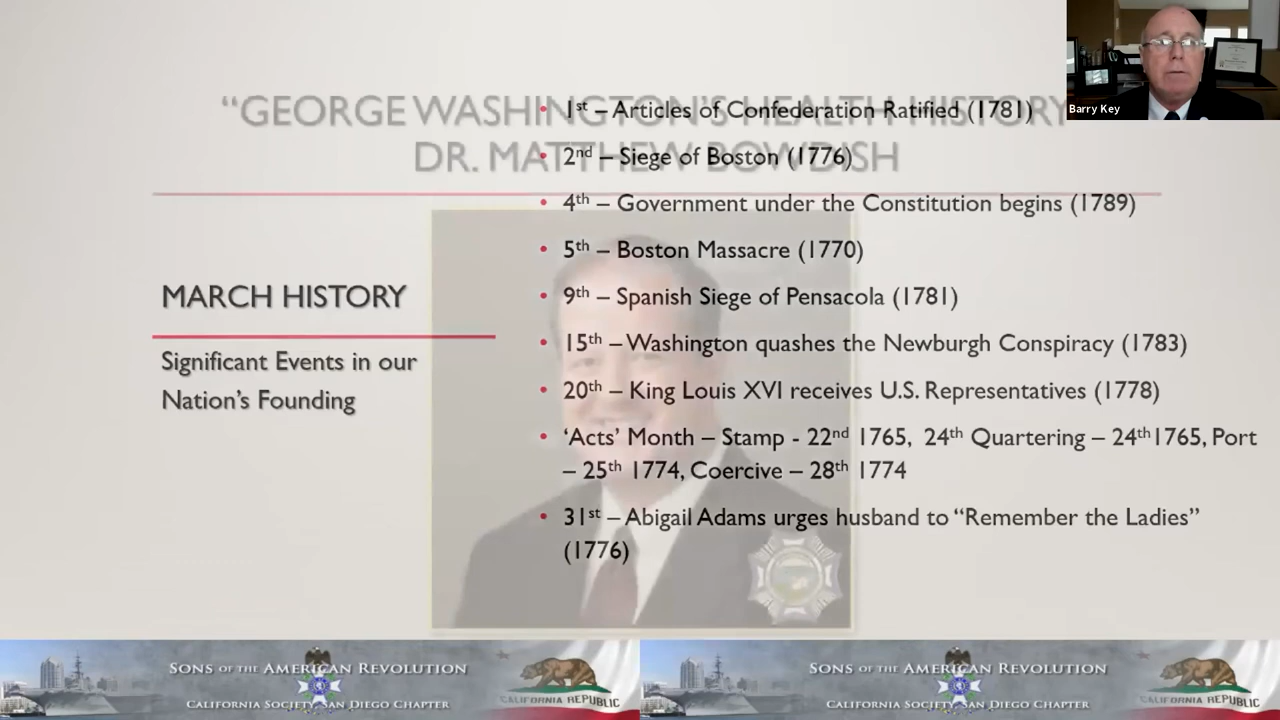 "GEORGE WASHINGTON'S HEALTH HISTORY
DR. MATTHEW BOWDISH
Barry Key
MARCH HISTORY
Significant Events in our
Nation's Founding
• 1st – Articles of Confederation Ratified (1781)
• 2nd – Siege of Boston (1776)
• 4th – Government under the Constitution begins (1789)
• 5th – Boston Massacre (1770)
• 9th – Spanish Siege of Pensacola (1781)
• 15th – Washington quashes the Newburgh Conspiracy (1783)
• 20th – King Louis XVI receives U.S. Representatives (1778)
• 'Acts' Month – Stamp - 22nd 1765, 24th Quartering – 24th 1765, Port
– 25th 1774, Coercive – 28th 1774
• 31st – Abigail Adams urges husband to "Remember the Ladies"
(1776)
SONS OF THE AMERICAN REVOLUTION
CALIFORNIA SOCIETY SAN DIEGO CHAPTER
CALIFORNIA REPUBLIC
SONS OF THE AMERICAN REVOLUTION
CALIFORNIA SOCIETY SAN DIEGO CHAPTER
CALIFORNIA REPUBLIC